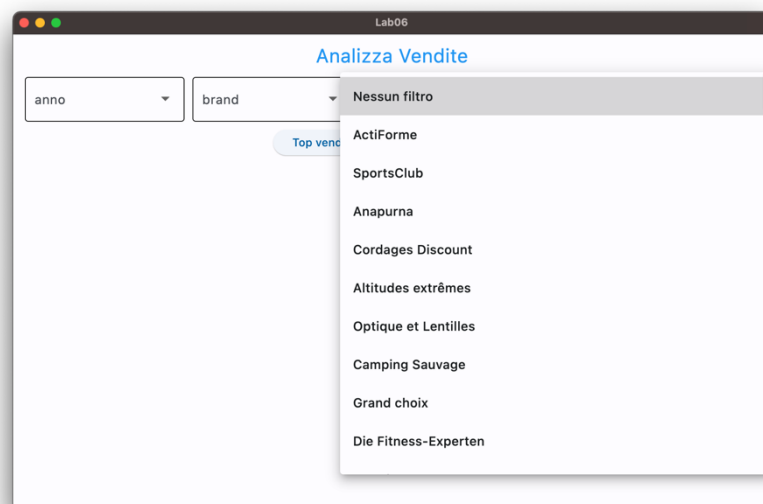 Lab06
Analizza Vendite
anno
brand
Nessun filtro
ActiForme
Top vend
SportsClub
Anapurna
Cordages Discount
Altitudes extrêmes
Optique et Lentilles
Camping Sauvage
Grand choix
Die Fitness-Experten